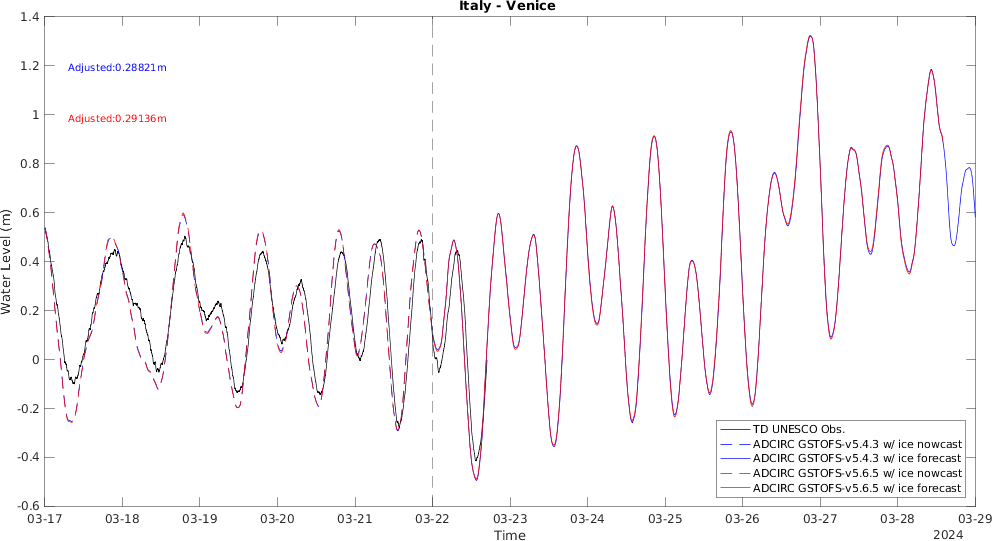 Italy - Venice
1.4
1.2
1
0.8
0.6
0.4
0.2
0
-0.2
-0.4
-0.6
Water Level (m)
Adjusted:0.28821m
Adjusted:0.29136m
TD UNESCO Obs.
ADCIRC GSTOFS-v5.4.3 w/ ice nowcast
ADCIRC GSTOFS-v5.4.3 w/ ice forecast
ADCIRC GSTOFS-v5.6.5 w/ ice nowcast
ADCIRC GSTOFS-v5.6.5 w/ ice forecast
03-17 03-18 03-19 03-20 03-21 03-22 03-23 03-24 03-25 03-26 03-27 03-28 03-29
Time
2024